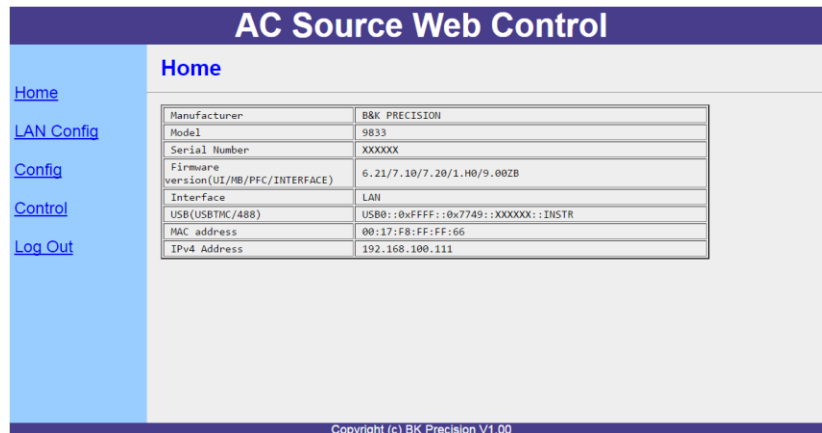 AC Source Web Control
Home
LAN Config
Config
Control
Log Out
Home
Manufacturer B&K PRECISION
Model 9833
Serial Number XXXXXX
Firmware
version(UI/MB/PFC/INTERFACE) 6.21/7.10/7.20/1.H0/9.00ZB
Interface LAN
USB(USBTMC/488) USB0::0xFFFF::0x7749::XXXXXX::INSTR
MAC address 00:17:F8:FF:FF:66
IPv4 Address 192.168.100.111
Copyright (c) BK Precision V1.00